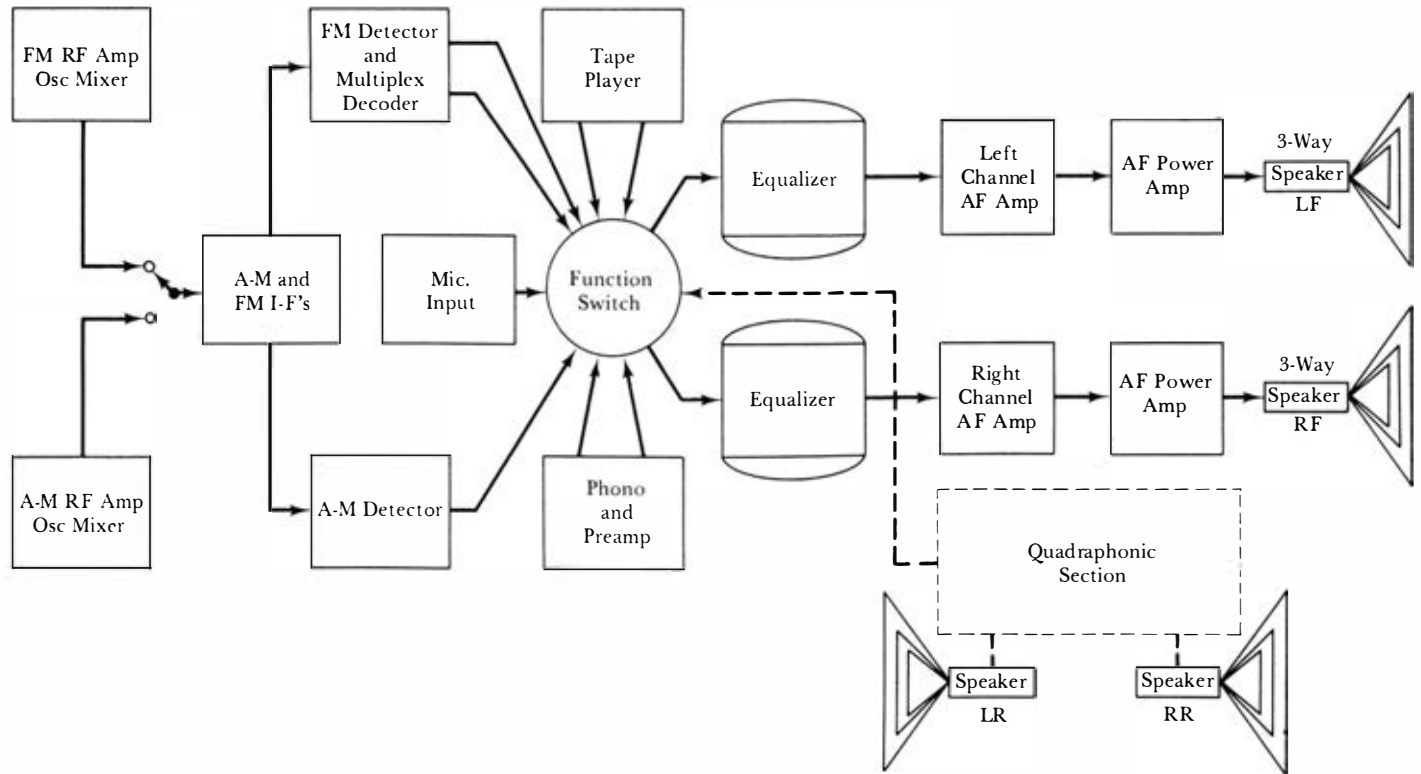 FM RF Amp
Osc Mixer
FM Detector
and
Multiplex
Decoder
Tape
Player
Equalizer
Left
Channel
AF Amp
AF Power
Amp
3-Way
Speaker
LF
A-M and
FM I-F's
Mic.
Input
Function
Switch
Equalizer
Right
Channel
AF Amp
AF Power
Amp
3-Way
Speaker
RF
A-M RF Amp
Osc Mixer
A-M Detector
Phono
and
Preamp
Quadraphonic
Section
Speaker
LR
Speaker
RR